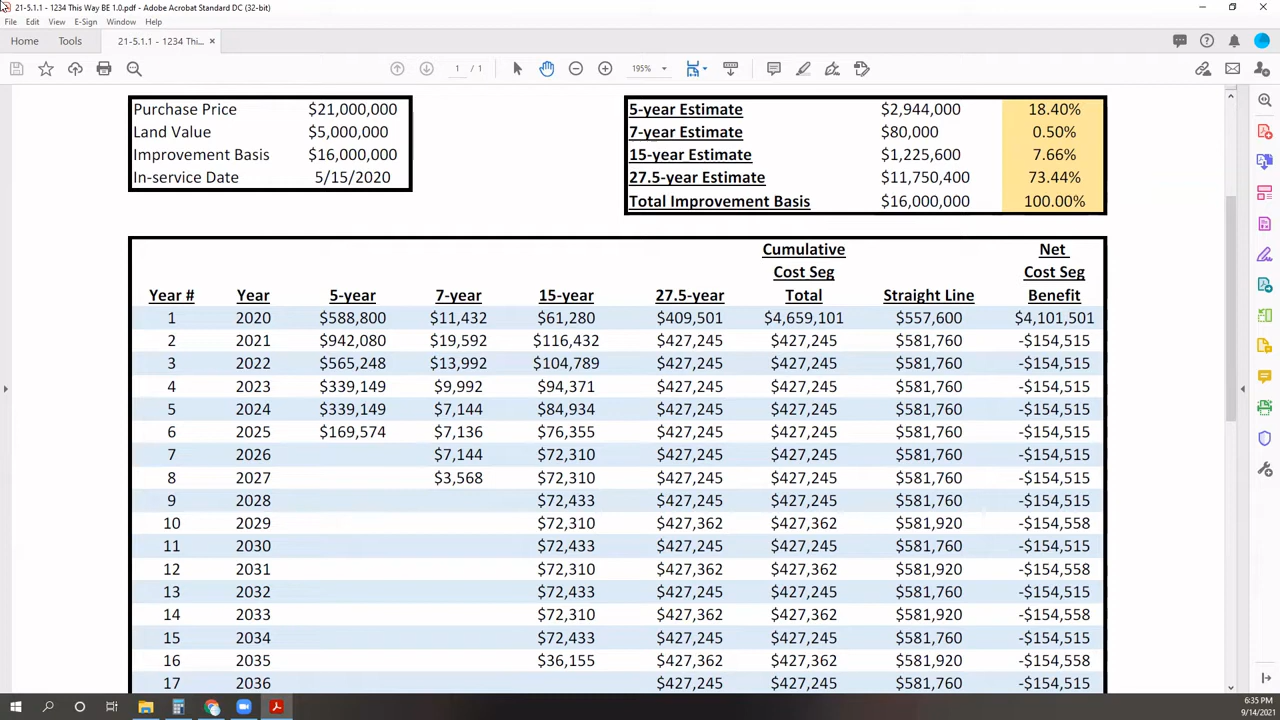 21-5.1.1 - 1234 This Way BE 1.0.pdf - Adobe Acrobat Standard DC (32-bit)
File Edit View E-Sign Window Help
Home Tools 21-5.1.1 - 1234 Thi... ×
1 / 1 195%
Purchase Price $21,000,000
Land Value $5,000,000
Improvement Basis $16,000,000
In-service Date 5/15/2020
5-year Estimate $2,944,000 18.40%
7-year Estimate $80,000 0.50%
15-year Estimate $1,225,600 7.66%
27.5-year Estimate $11,750,400 73.44%
Total Improvement Basis $16,000,000 100.00%
Cumulative Net
Cost Seg Cost Seg
Year # Year 5-year 7-year 15-year 27.5-year Total Straight Line Benefit
1 2020 $588,800 $11,432 $61,280 $409,501 $4,659,101 $557,600 $4,101,501
2 2021 $942,080 $19,592 $116,432 $427,245 $427,245 $581,760 -$154,515
3 2022 $565,248 $13,992 $104,789 $427,245 $427,245 $581,760 -$154,515
4 2023 $339,149 $9,992 $94,371 $427,245 $427,245 $581,760 -$154,515
5 2024 $339,149 $7,144 $84,934 $427,245 $427,245 $581,760 -$154,515
6 2025 $169,574 $7,136 $76,355 $427,245 $427,245 $581,760 -$154,515
7 2026 $7,144 $72,310 $427,245 $427,245 $581,760 -$154,515
8 2027 $3,568 $72,310 $427,245 $427,245 $581,760 -$154,515
9 2028 $72,433 $427,245 $427,245 $581,760 -$154,515
10 2029 $72,310 $427,362 $427,362 $581,920 -$154,558
11 2030 $72,433 $427,245 $427,245 $581,760 -$154,515
12 2031 $72,310 $427,362 $427,362 $581,920 -$154,558
13 2032 $72,433 $427,245 $427,245 $581,760 -$154,515
14 2033 $72,310 $427,362 $427,362 $581,920 -$154,558
15 2034 $72,433 $427,245 $427,245 $581,760 -$154,515
16 2035 $36,155 $427,362 $427,362 $581,920 -$154,558
17 2036 $427,245 $427,245 $581,760 -$154,515
6:35 PM
9/14/2021